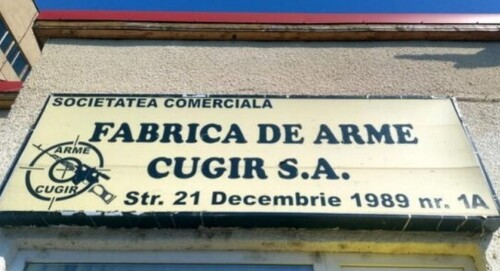 SOCIETATEA COMERCIALA
FABRICA DE ARME
CUGIR S.A.
ARME
CUGIR
Str. 21 Decembrie 1989 nr. 1A